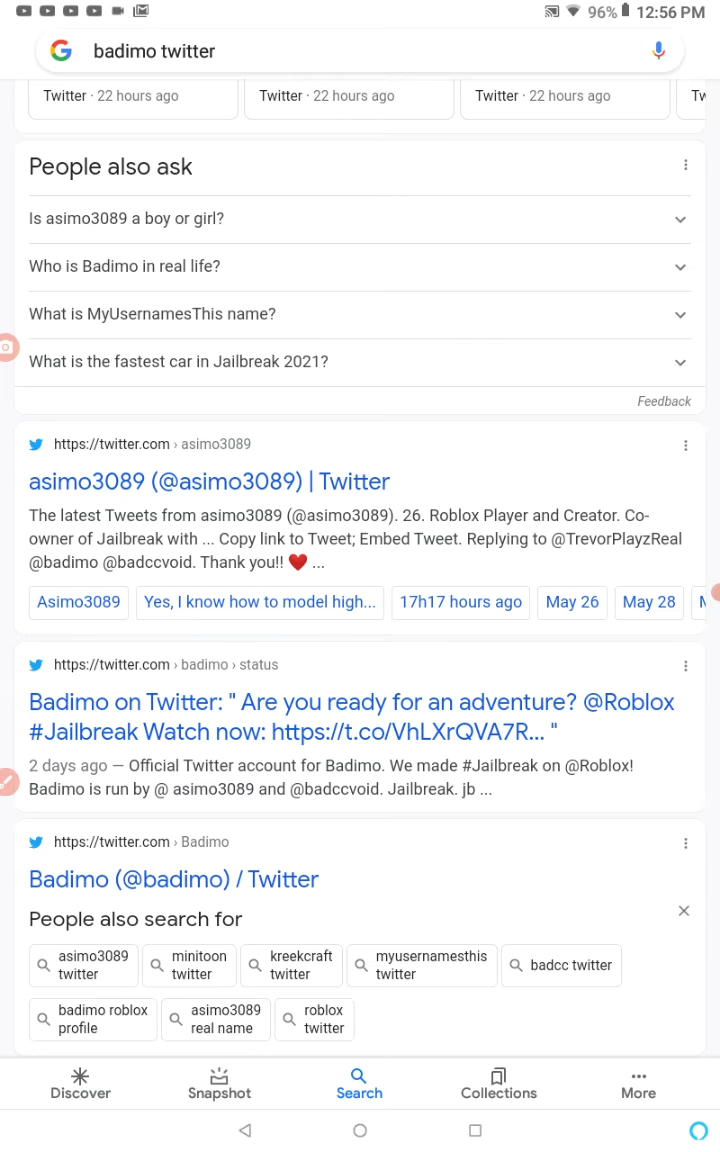 96% 12:56 PM
badimo twitter
Twitter · 22 hours ago Twitter · 22 hours ago Twitter · 22 hours ago Tw
People also ask
Is asimo3089 a boy or girl?
Who is Badimo in real life?
What is MyUsernamesThis name?
What is the fastest car in Jailbreak 2021?
Feedback
https://twitter.com › asimo3089
asimo3089 (@asimo3089) | Twitter
The latest Tweets from asimo3089 (@asimo3089). 26. Roblox Player and Creator. Co-
owner of Jailbreak with ... Copy link to Tweet; Embed Tweet. Replying to @TrevorPlayzReal
@badimo @badccvoid. Thank you!! ❤️ ...
Asimo3089 Yes, I know how to model high... 17h17 hours ago May 26 May 28
https://twitter.com › badimo › status
Badimo on Twitter: " Are you ready for an adventure? @Roblox
#Jailbreak Watch now: https://t.co/VhLXrQVA7R... "
2 days ago — Official Twitter account for Badimo. We made #Jailbreak on @Roblox!
Badimo is run by @ asimo3089 and @badccvoid. Jailbreak. jb ...
https://twitter.com › Badimo
Badimo (@badimo) / Twitter
People also search for
asimo3089 minitoon kreekcraft myusernamesthis
twitter twitter twitter twitter badcc twitter
badimo roblox asimo3089 roblox
profile real name twitter
Discover Snapshot Search Collections More